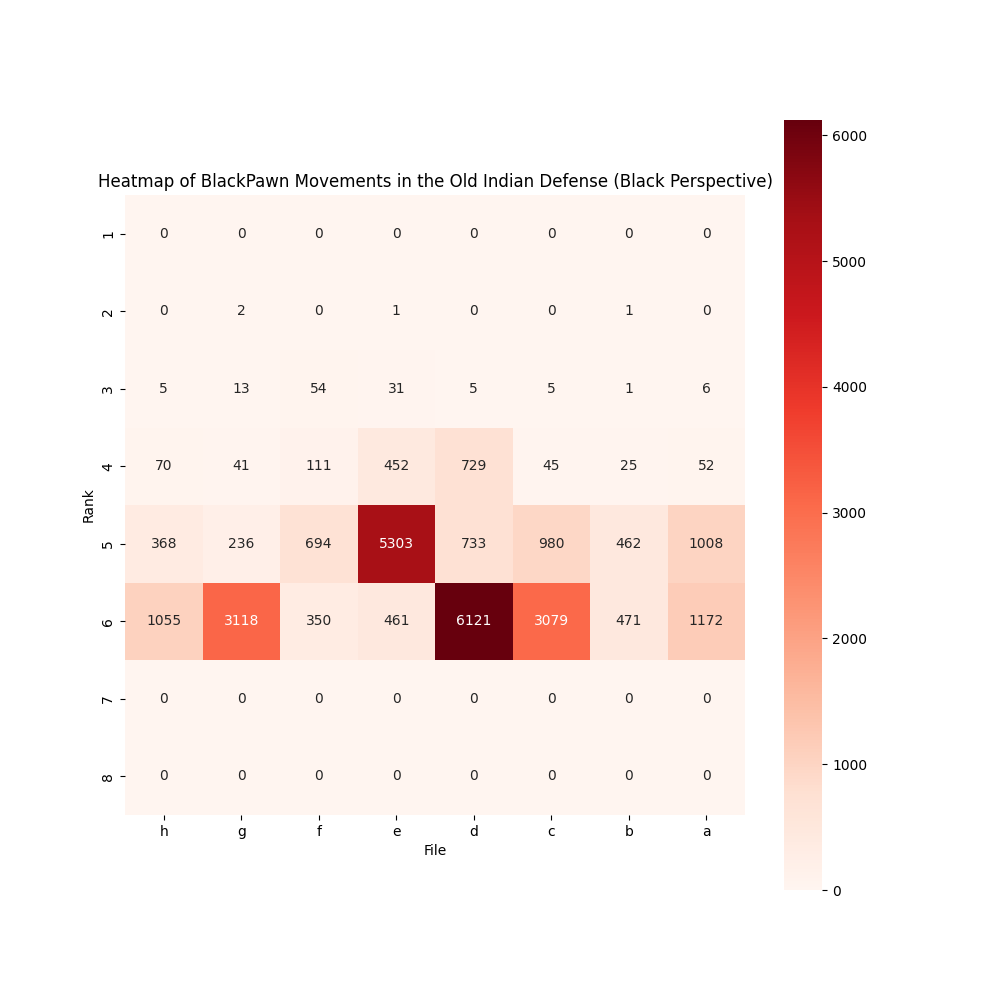 Heatmap of BlackPawn Movements in the Old Indian Defense (Black Perspective)
1 0 0 0 0 0 0 0 0
2 0 2 0 1 0 0 1 0
3 5 13 54 31 5 5 1 6
4 70 41 111 452 729 45 25 52
5 368 236 694 5303 733 980 462 1008
6 1055 3118 350 461 6121 3079 471 1172
7 0 0 0 0 0 0 0 0
8 0 0 0 0 0 0 0 0
Rank
h g f e d c b a
File
6000
5000
4000
3000
2000
1000
0